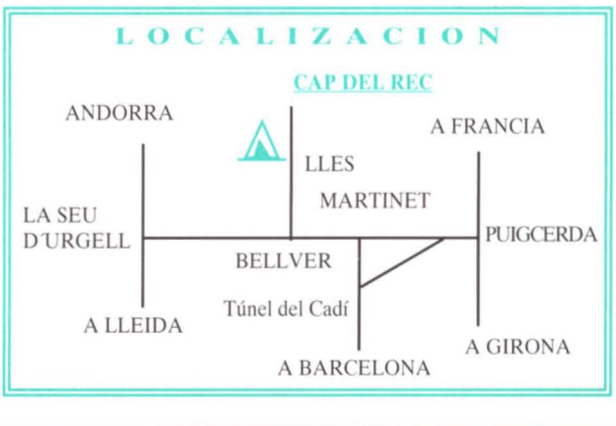 LOCALIZACION
CAP DEL REC
ANDORRA
A FRANCIA
LLES
MARTINET
LA SEU
D´URGELL
PUIGCERDA
BELLVER
Túnel del Cadí
A LLEIDA
A GIRONA
A BARCELONA